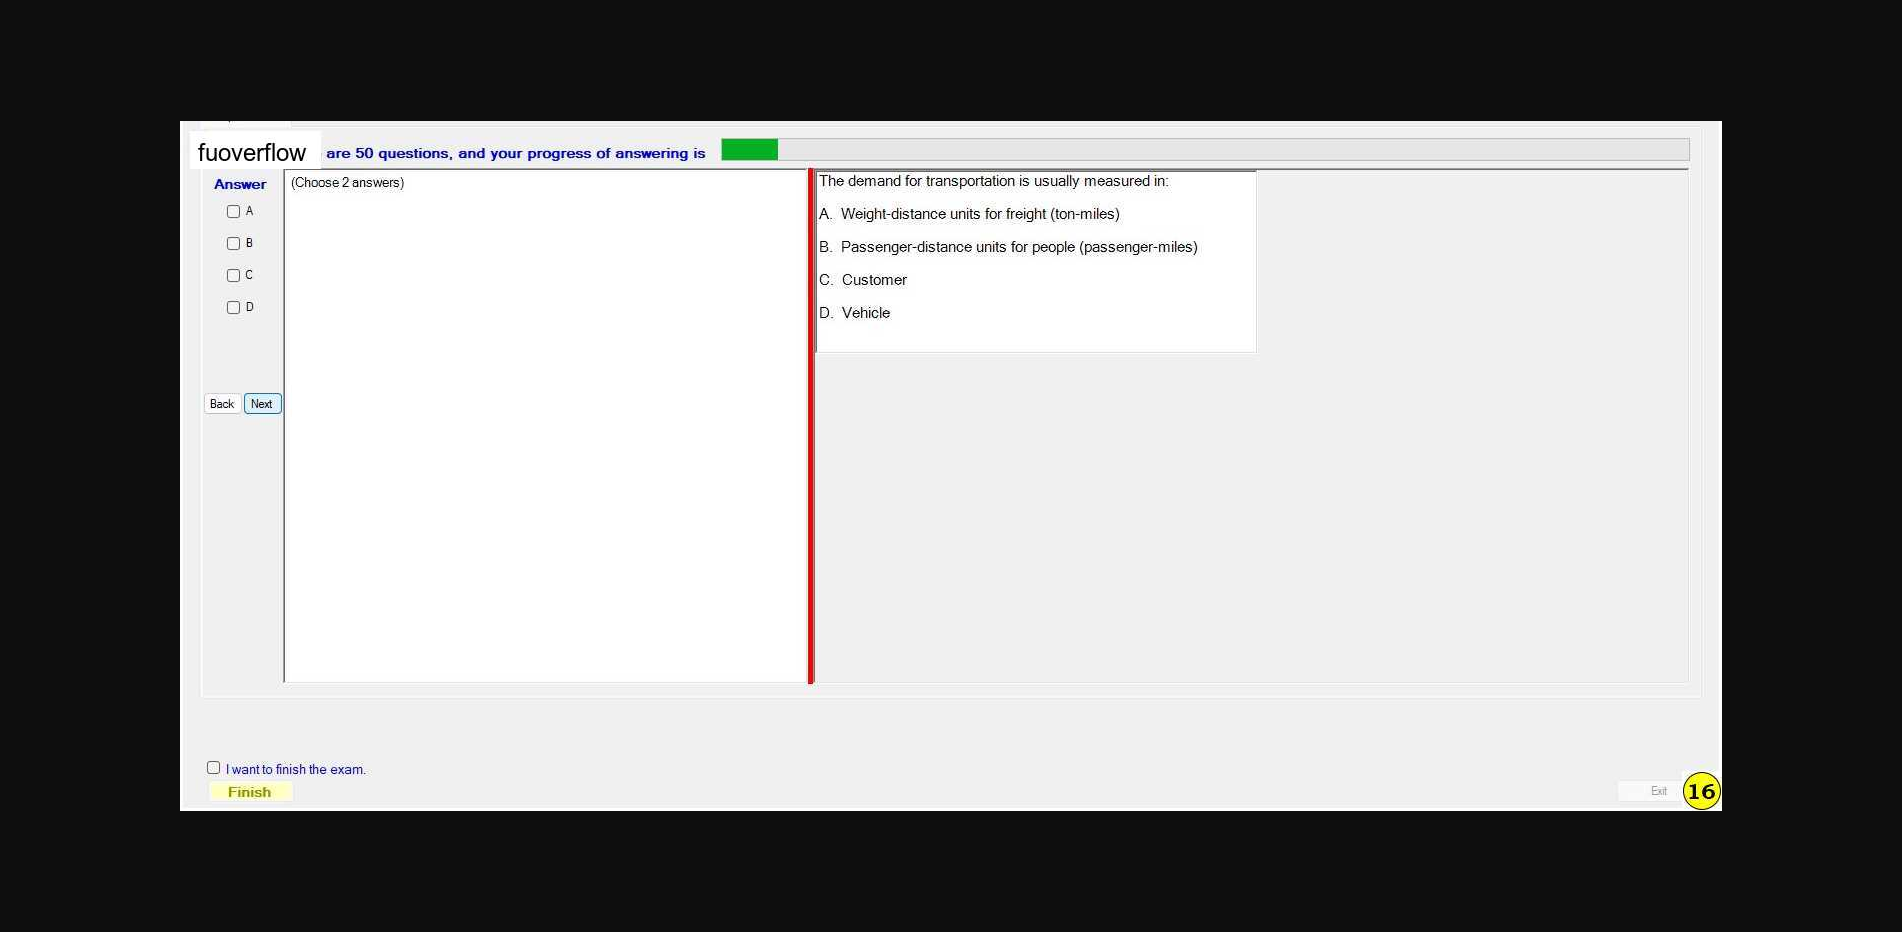 fuoverflow are 50 questions, and your progress of answering is
Answer
A
B
C
D
Back Next
(Choose 2 answers)
The demand for transportation is usually measured in:
A. Weight-distance units for freight (ton-miles)
B. Passenger-distance units for people (passenger-miles)
C. Customer
D. Vehicle
I want to finish the exam.
Finish
Exit
16